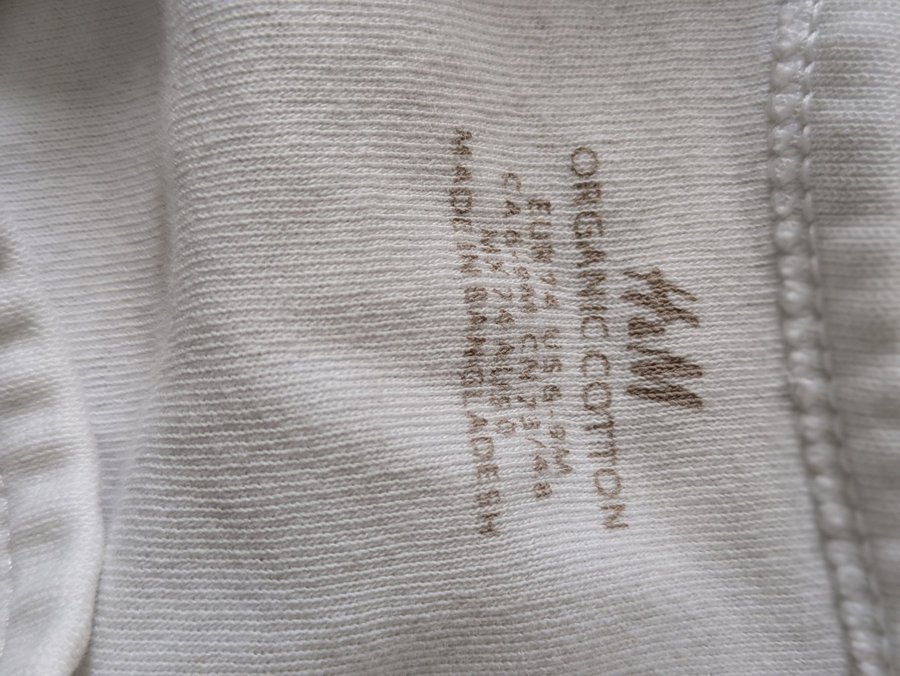 H&M
ORGANIC COTTON
EUR 74 US 6-9M
CA 6-9M CN 73/48
MX 74 AU 0
MADE IN BANGLADESH